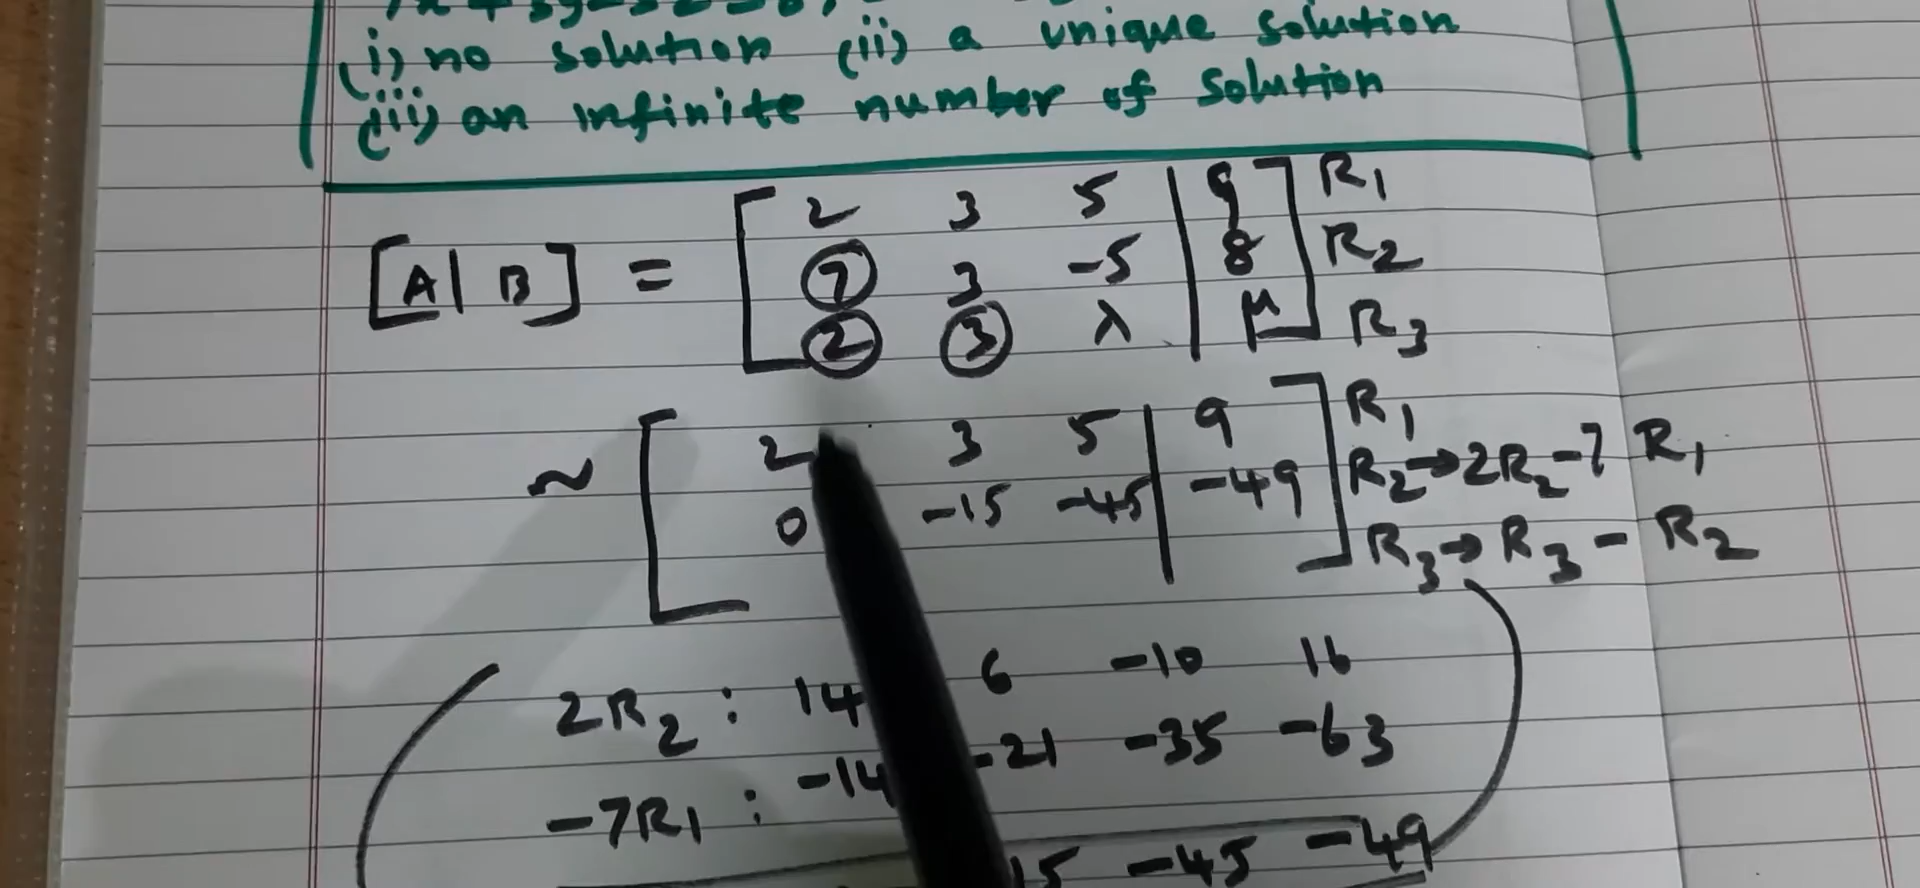 (i) no solution (ii) a unique solution
(iii) an infinite number of solution
[A|B] = [ 2 3 5 | 9 ] R1
7 3 -5 | 8 R2
2 3 λ | μ R3
~ [ 2 3 5 | 9 ] R1
0 -15 -45 | -49 R2→2R2-7R1
R3→R3-R2
2R2 : 14 6 -10 16
-7R1 : -14 -21 -35 -63
15 -45 -49